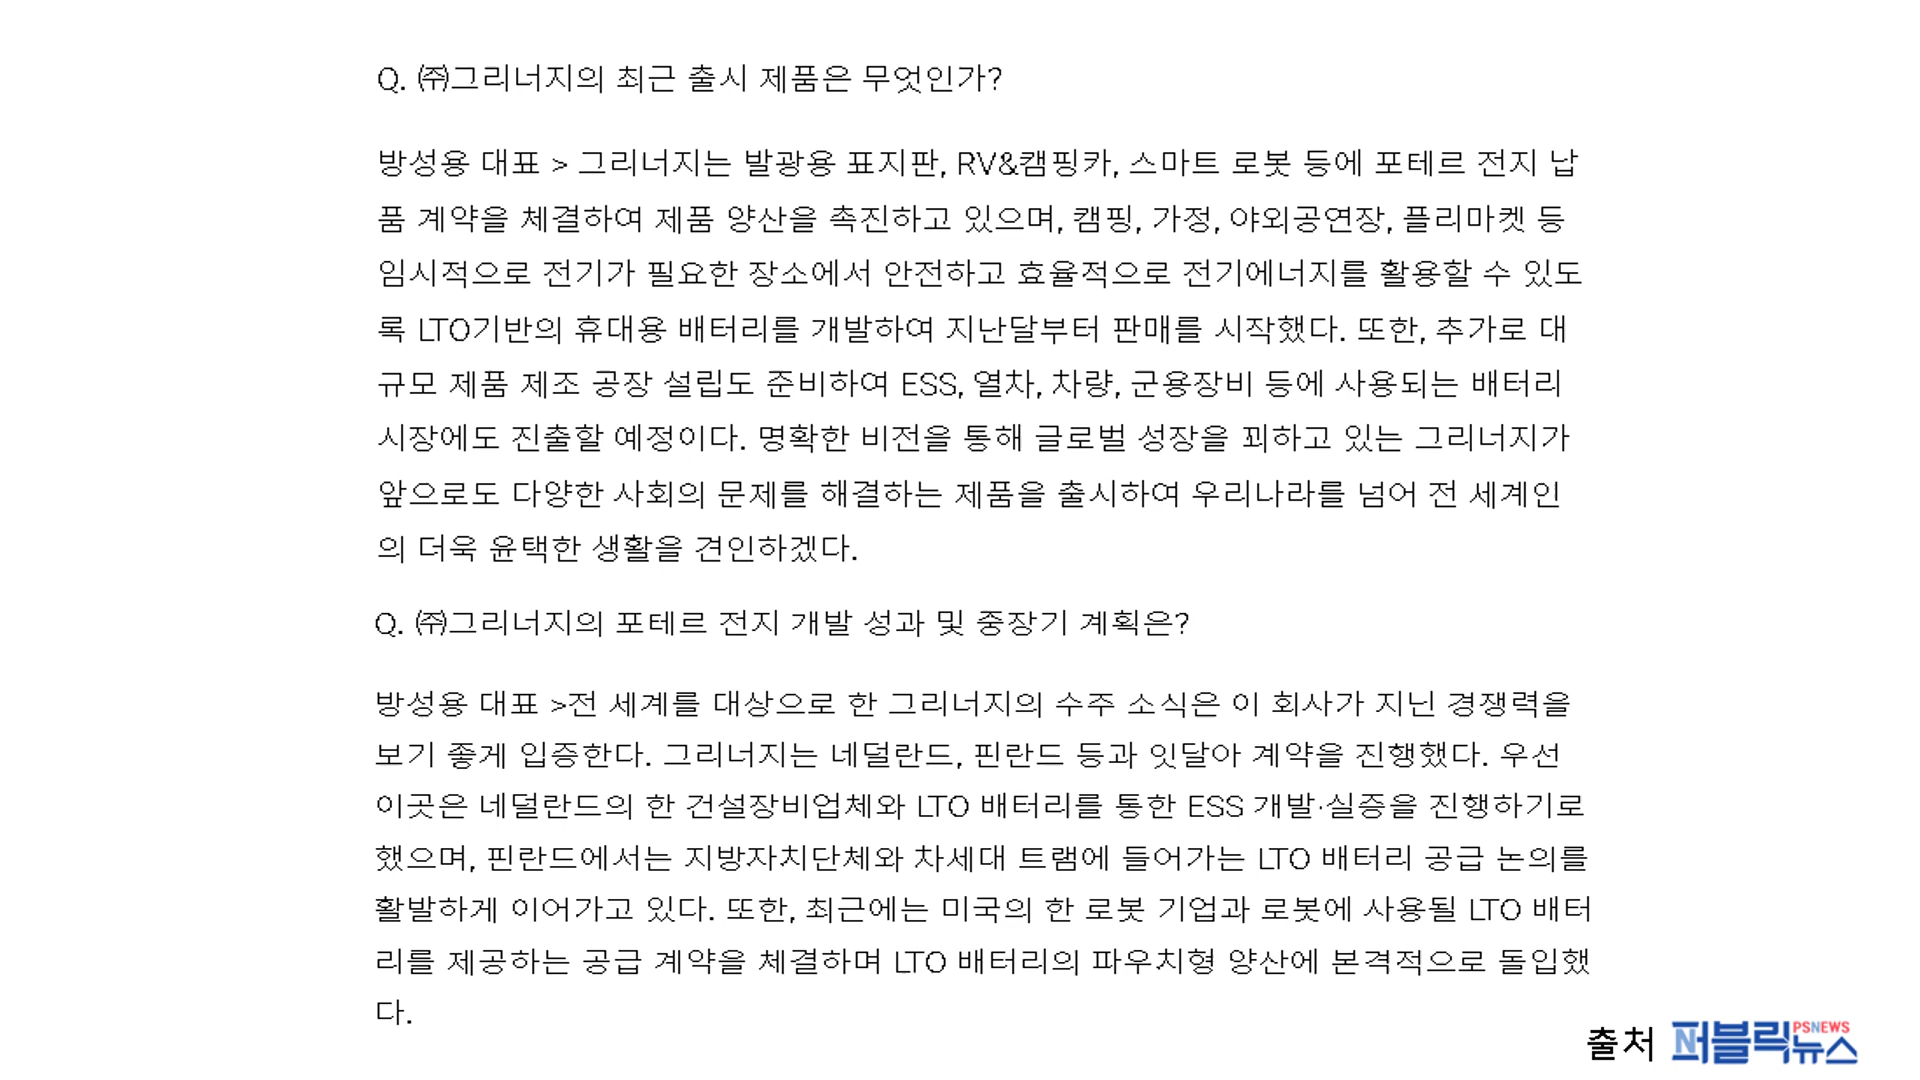 Q. ㈜그리너지의 최근 출시 제품은 무엇인가?
방성용 대표 > 그리너지는 발광용 표지판, RV&캠핑카, 스마트 로봇 등에 포테르 전지 납
품 계약을 체결하여 제품 양산을 촉진하고 있으며, 캠핑, 가정, 야외공연장, 플리마켓 등
임시적으로 전기가 필요한 장소에서 안전하고 효율적으로 전기에너지를 활용할 수 있도
록 LTO기반의 휴대용 배터리를 개발하여 지난달부터 판매를 시작했다. 또한, 추가로 대
규모 제품 제조 공장 설립도 준비하여 ESS, 열차, 차량, 군용장비 등에 사용되는 배터리
시장에도 진출할 예정이다. 명확한 비전을 통해 글로벌 성장을 꾀하고 있는 그리너지가
앞으로도 다양한 사회의 문제를 해결하는 제품을 출시하여 우리나라를 넘어 전 세계인
의 더욱 윤택한 생활을 견인하겠다.
Q. ㈜그리너지의 포테르 전지 개발 성과 및 중장기 계획은?
방성용 대표 >전 세계를 대상으로 한 그리너지의 수주 소식은 이 회사가 지닌 경쟁력을
보기 좋게 입증한다. 그리너지는 네덜란드, 핀란드 등과 잇달아 계약을 진행했다. 우선
이곳은 네덜란드의 한 건설장비업체와 LTO 배터리를 통한 ESS 개발·실증을 진행하기로
했으며, 핀란드에서는 지방자치단체와 차세대 트램에 들어가는 LTO 배터리 공급 논의를
활발하게 이어가고 있다. 또한, 최근에는 미국의 한 로봇 기업과 로봇에 사용될 LTO 배터
리를 제공하는 공급 계약을 체결하며 LTO 배터리의 파우치형 양산에 본격적으로 돌입했
다.
출처 퍼블릭뉴스 PSNEWS